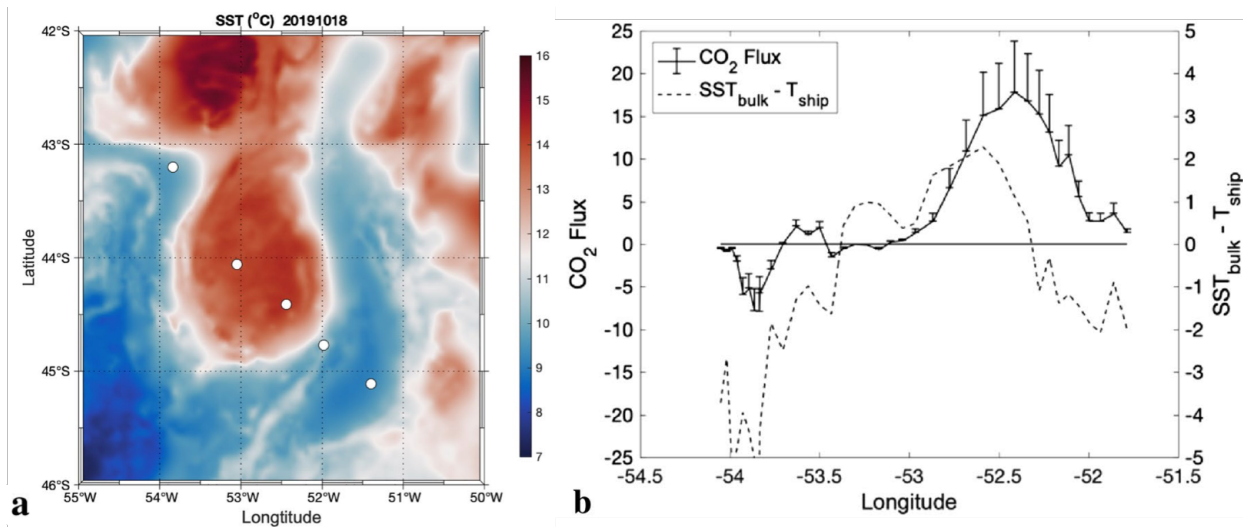 SST (°C) 20191018
42°S
43°S
44°S
45°S
46°S
Latitude
55°W 54°W 53°W 52°W 51°W 50°W
Longtitude
16
15
14
13
12
11
10
9
8
7
a
CO2 Flux
SSTbulk - Tship
25
20
15
10
5
0
-5
-10
-15
-20
-25
CO2 Flux
5
4
3
2
1
0
-1
-2
-3
-4
-5
SSTbulk - Tship
-54.5 -54 -53.5 -53 -52.5 -52 -51.5
Longitude
b